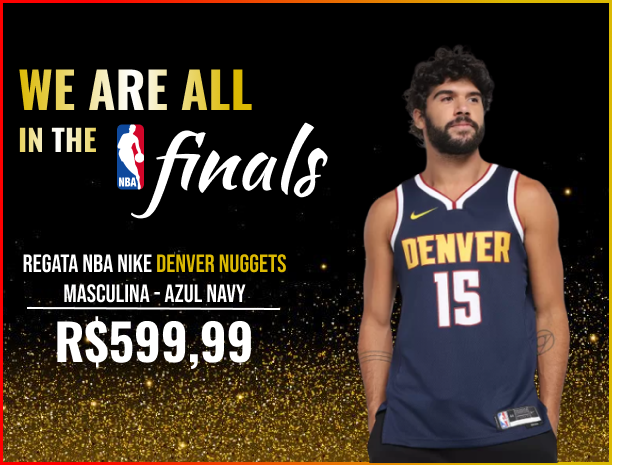 WE ARE ALL
IN THE
NBA
finals
REGATA NBA NIKE DENVER NUGGETS
MASCULINA - AZUL NAVY
R$599,99
DENVER
15